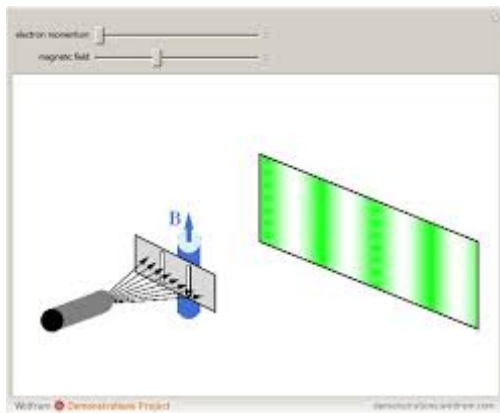 electron momentum
magnetic field
B
Wolfram Demonstrations Project
demonstrations.wolfram.com